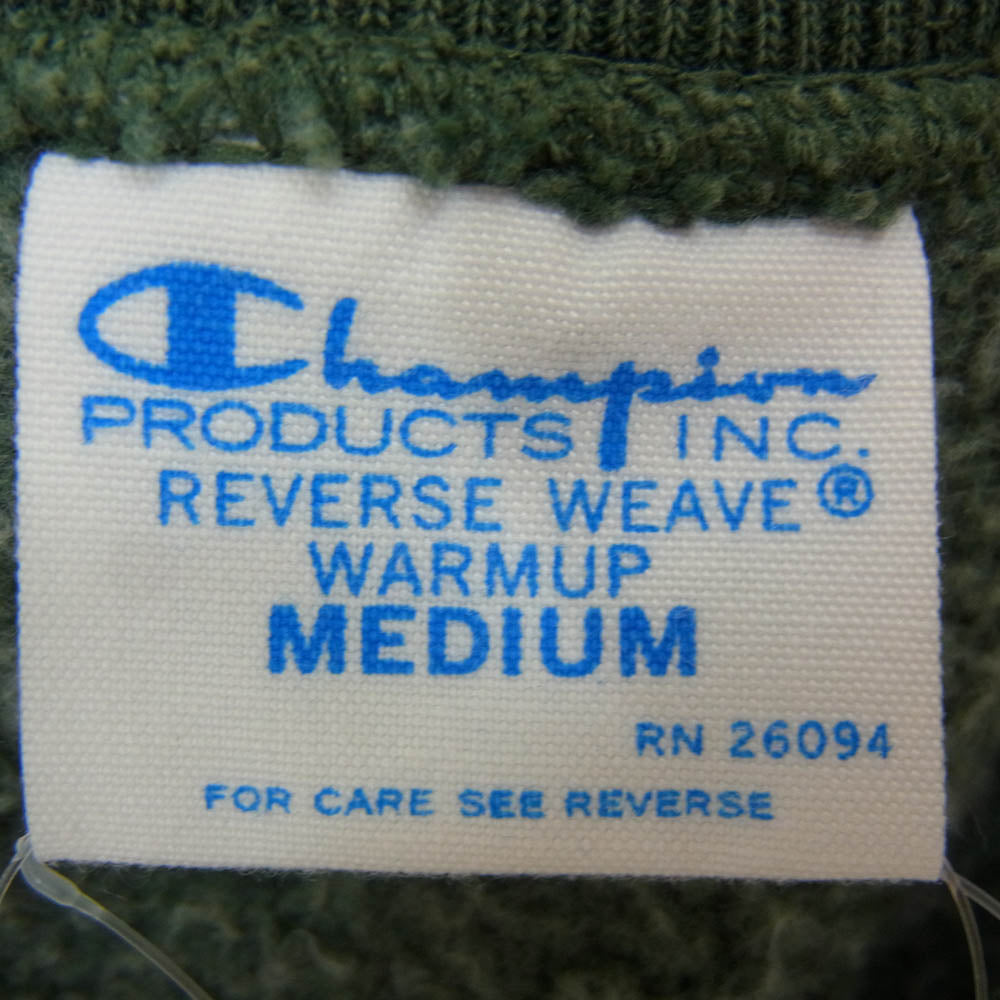 Champion
PRODUCTS INC.
REVERSE WEAVE®
WARMUP
MEDIUM
RN 26094
FOR CARE SEE REVERSE